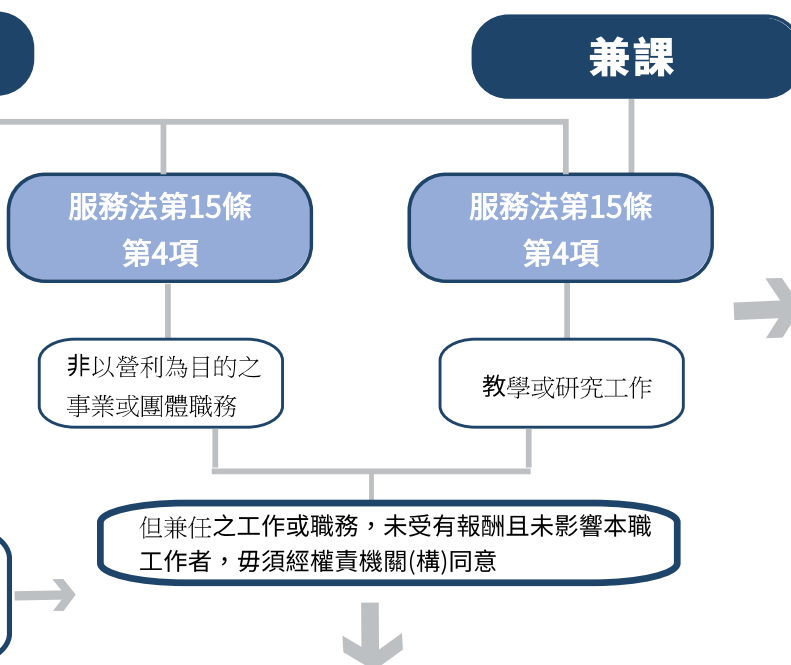 兼課
服務法第15條
第4項
服務法第15條
第4項
非以營利為目的之
事業或團體職務
教學或研究工作
但兼任之工作或職務，未受有報酬且未影響本職
工作者，毋須經權責機關(構)同意